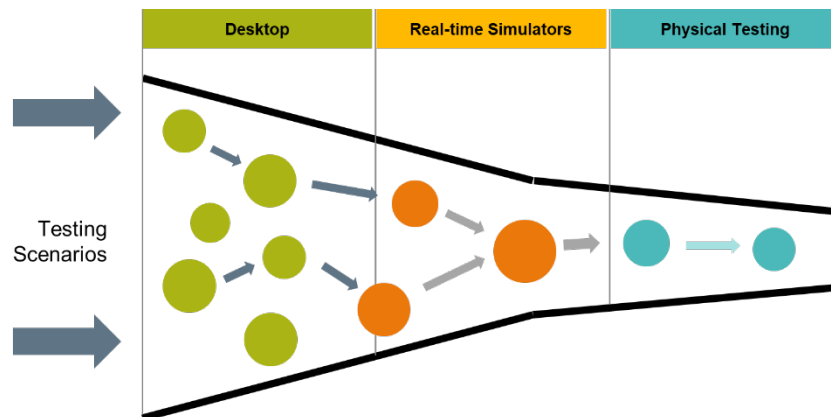 Desktop
Real-time Simulators
Physical Testing
Testing
Scenarios